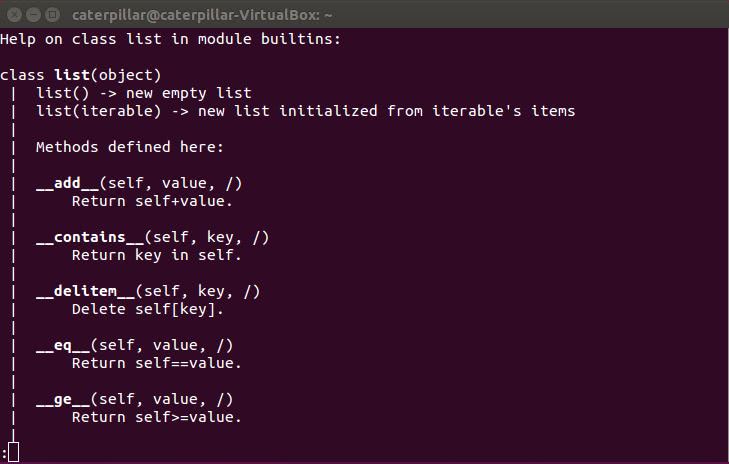 caterpillar@caterpillar-VirtualBox: ~
Help on class list in module builtins:
class list(object)
 |  list() -> new empty list
 |  list(iterable) -> new list initialized from iterable's items
 |
 |  Methods defined here:
 |
 |  __add__(self, value, /)
 |      Return self+value.
 |
 |  __contains__(self, key, /)
 |      Return key in self.
 |
 |  __delitem__(self, key, /)
 |      Delete self[key].
 |
 |  __eq__(self, value, /)
 |      Return self==value.
 |
 |  __ge__(self, value, /)
 |      Return self>=value.
 |
: